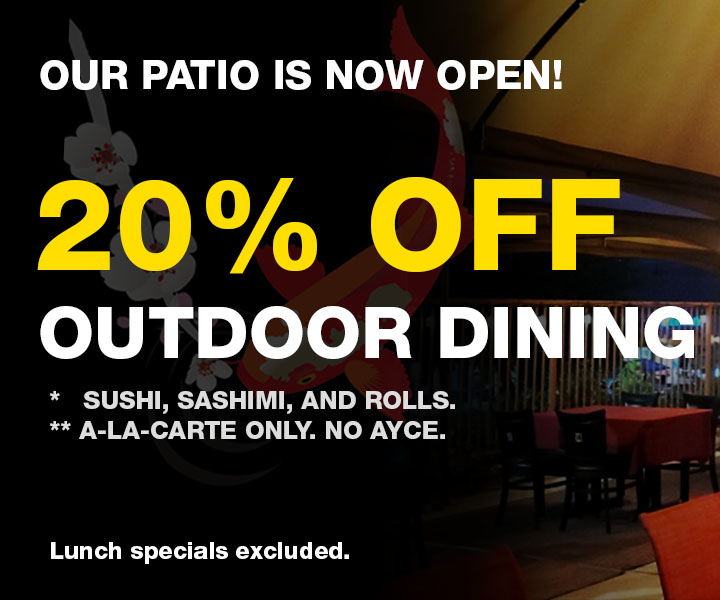 OUR PATIO IS NOW OPEN!
20% OFF
OUTDOOR DINING
* SUSHI, SASHIMI, AND ROLLS.
** A-LA-CARTE ONLY. NO AYCE.
Lunch specials excluded.